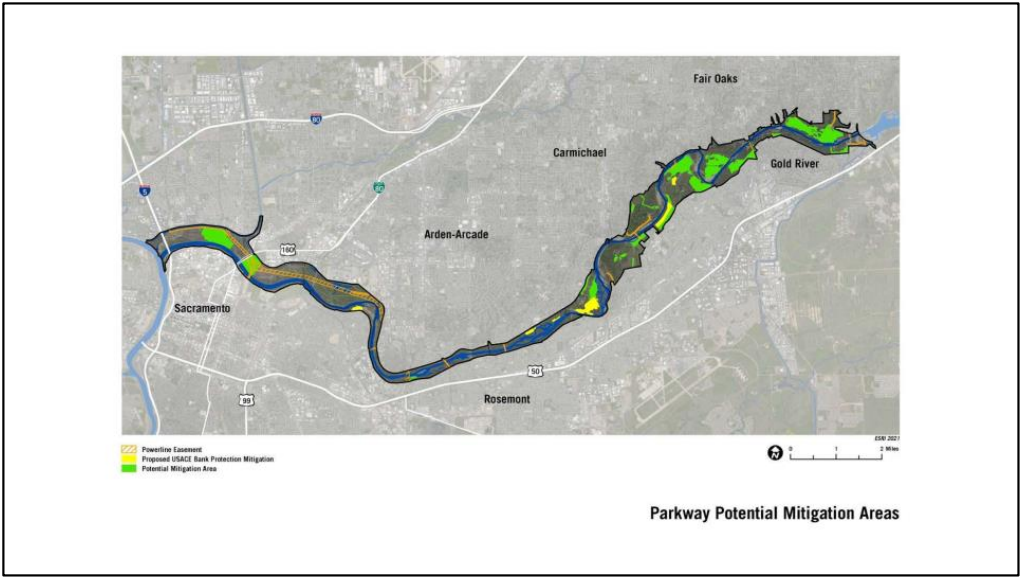 Fair Oaks
80
Carmichael
Gold River
5
80
Arden-Arcade
160
Sacramento
50
99
Rosemont
ESRI 2021
Powerline Easement
Proposed USACE Bank Protection Mitigation
Potential Mitigation Area
N
0 1 2 Miles
Parkway Potential Mitigation Areas